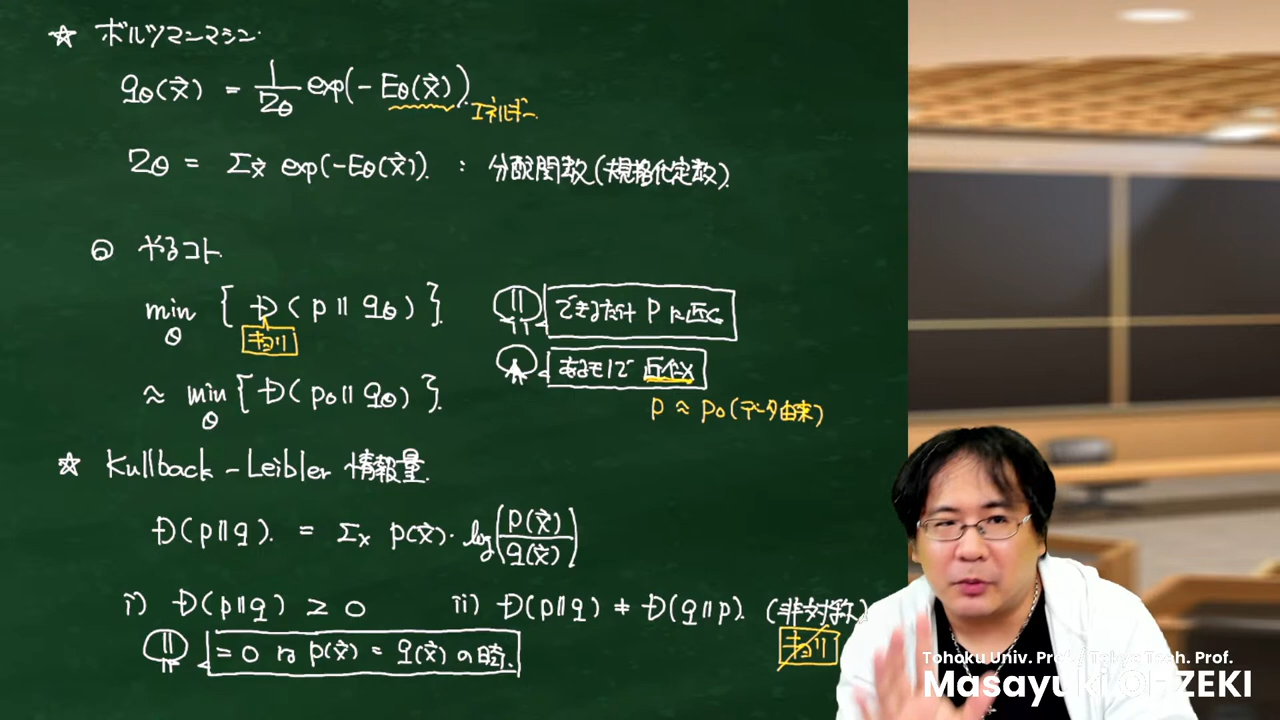 ☆ ボルツマンマシン
qθ(x⃗) = 1/Zθ exp(-Eθ(x⃗)).
エネルギー
Zθ = Σx⃗ exp(-Eθ(x⃗)). : 分配関数(規格化定数).
◎ やるコト.
min θ { D( p || qθ ) }.
キョリ
できるだけ p に近く
≈ min θ { D( p0 || qθ ) }.
あるモノで 近似
p ≈ p0 (データ由来)
☆ Kullback-Leibler 情報量.
D(p||q). = Σx p(x⃗)・log(p(x⃗)/q(x⃗))
i) D(p||q) ≥ 0
ii) D(p||q) ≠ D(q||p). (非対称)
= 0 は p(x⃗) = q(x⃗) の時.
キョリ
Tohoku Univ. Prof. / Tokyo Tech. Prof.
Masayuki OHZEKI